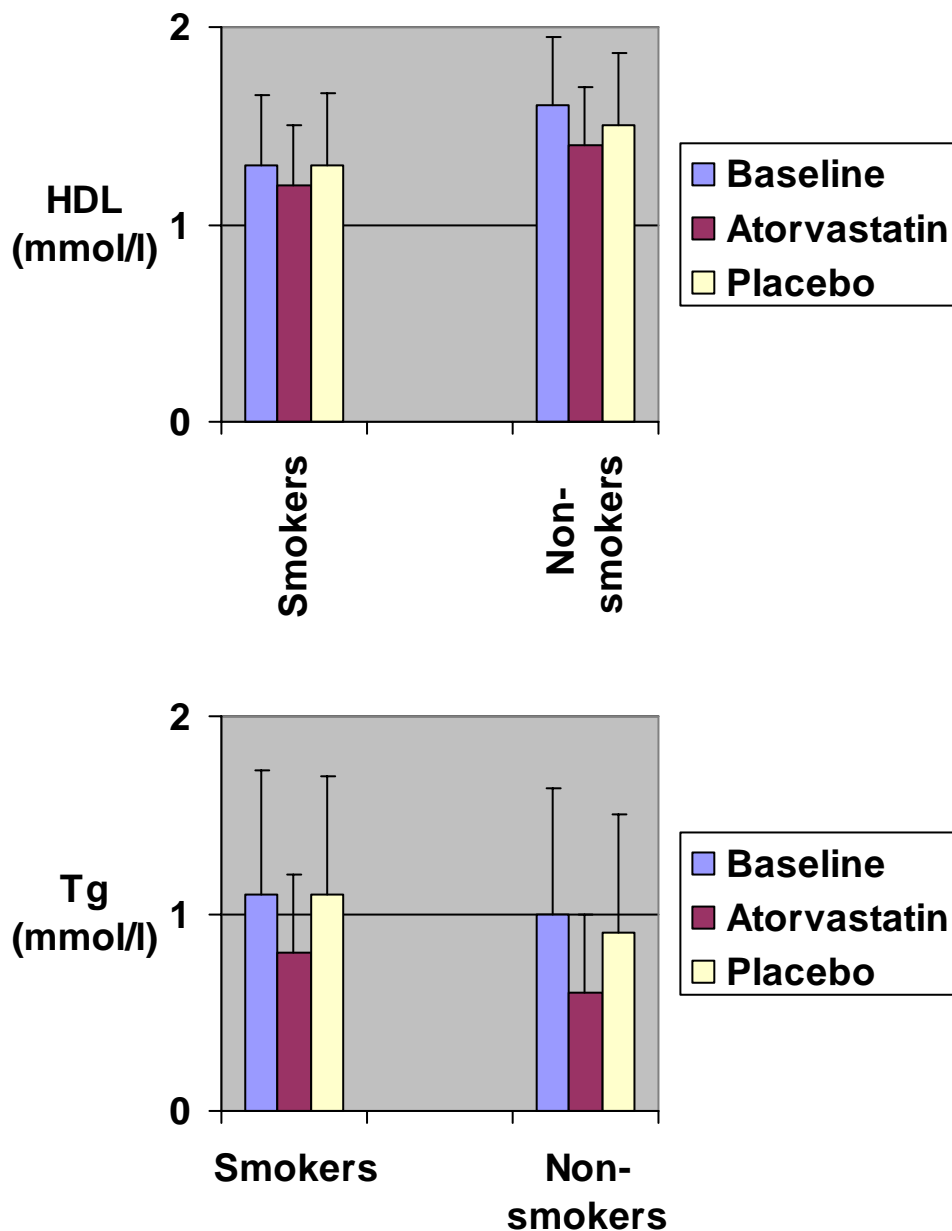 2
1
0
HDL
(mmol/l)
Smokers
Non-
smokers
Baseline
Atorvastatin
Placebo
2
1
0
Tg
(mmol/l)
Smokers
Non-
smokers
Baseline
Atorvastatin
Placebo